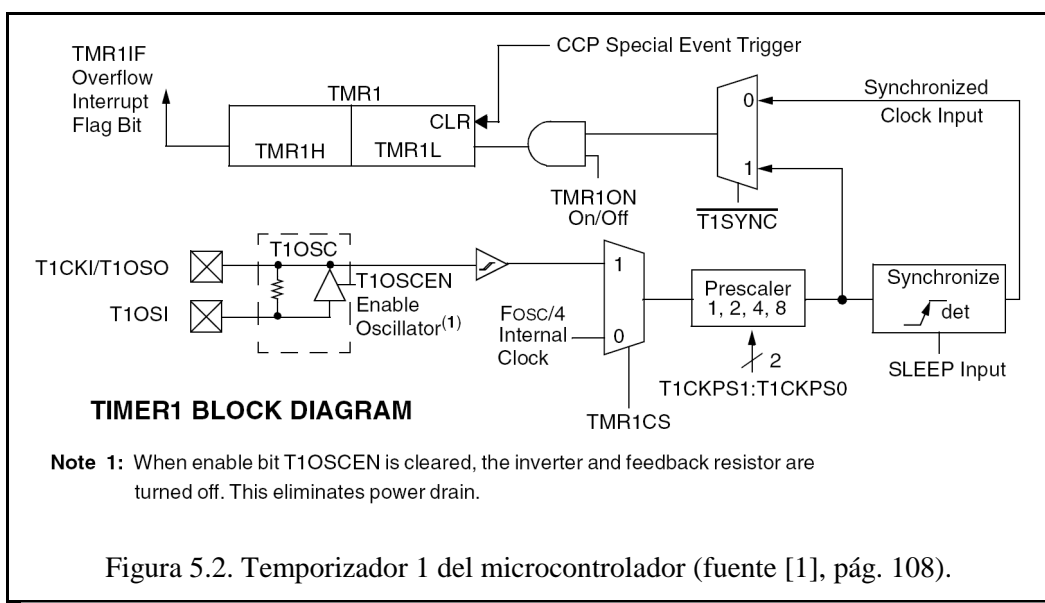 TMR1IF
Overflow
Interrupt
Flag Bit
CCP Special Event Trigger
TMR1
CLR
TMR1H
TMR1L
TMR1ON
On/Off
0
1
T1SYNC
Synchronized
Clock Input
T1CKI/T1OSO
T1OSI
T1OSC
T1OSCEN
Enable
Oscillator(1)
FOSC/4
Internal
Clock
1
0
TMR1CS
Prescaler
1, 2, 4, 8
2
T1CKPS1:T1CKPS0
Synchronize
det
SLEEP Input
TIMER1 BLOCK DIAGRAM
Note 1: When enable bit T1OSCEN is cleared, the inverter and feedback resistor are
turned off. This eliminates power drain.
Figura 5.2. Temporizador 1 del microcontrolador (fuente [1], pág. 108).